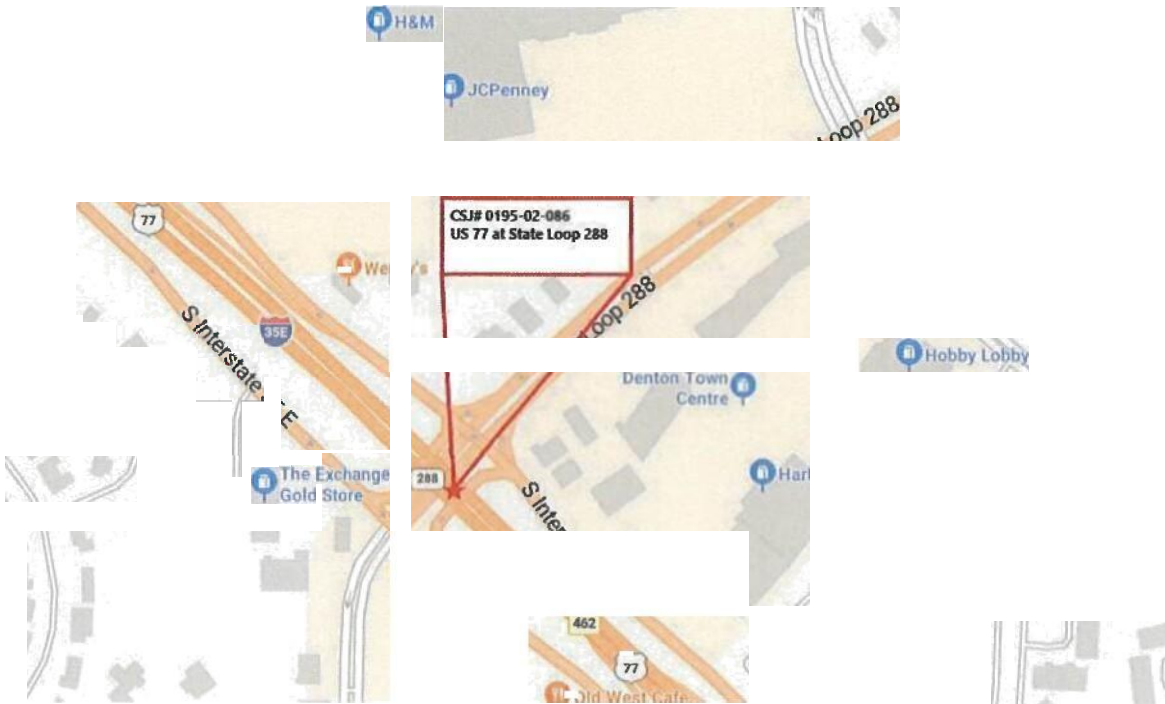 H&M
JCPenney
Loop 288
77
CSJ# 0195-02-086
US 77 at State Loop 288
35E
S Interstate
E
Loop 288
Hobby Lobby
Denton Town
Centre
288
The Exchange
Gold Store
Harl
S Inter
462
77
Old West Cafe